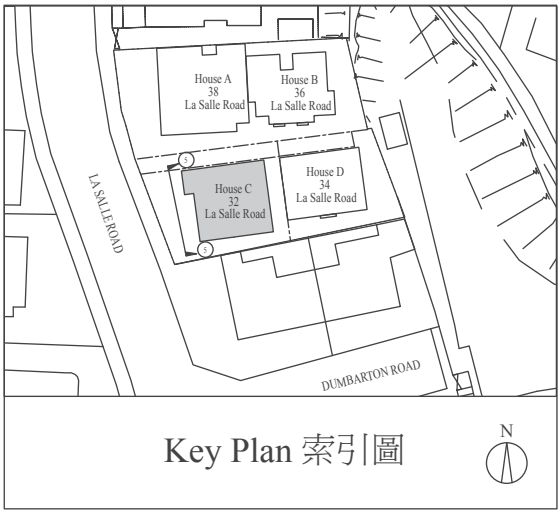 House A
38
La Salle Road
House B
36
La Salle Road
5
House C
32
La Salle Road
House D
34
La Salle Road
5
LA SALLE ROAD
DUMBARTON ROAD
Key Plan 索引圖
N